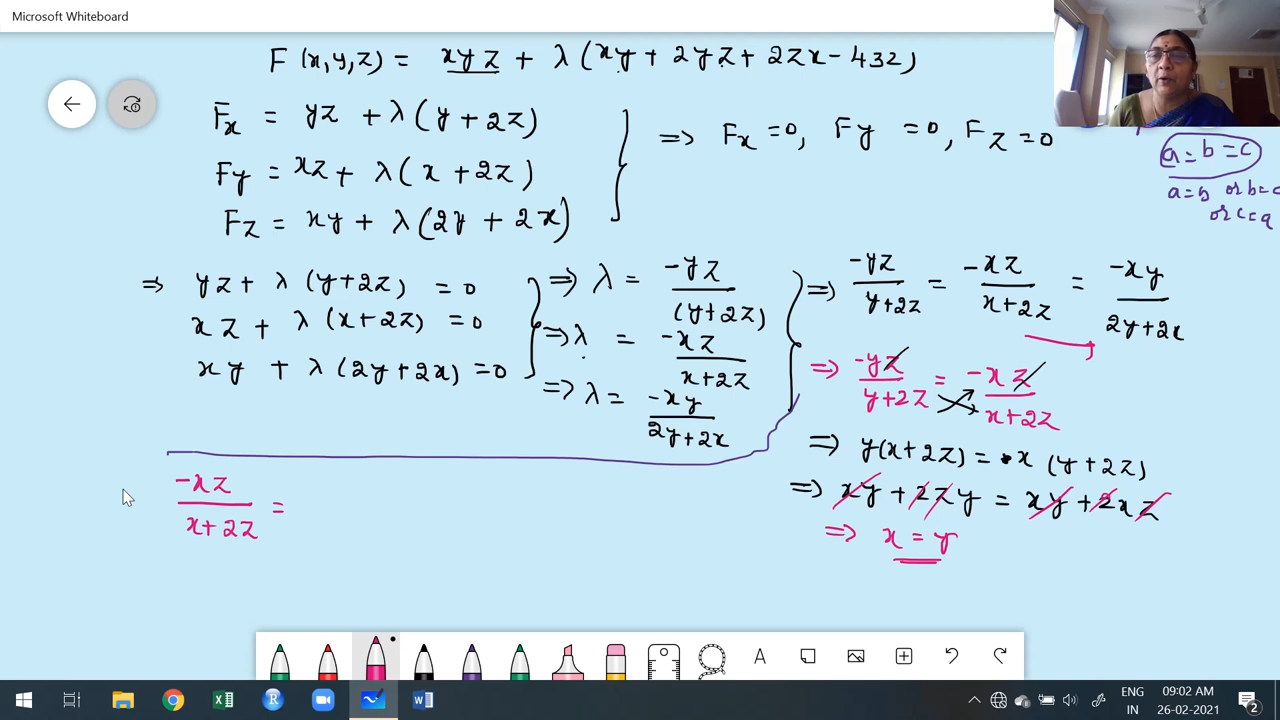 Microsoft Whiteboard
F(x,y,z) = xyz + λ(xy + 2yz + 2zx - 432)
Fx = yz + λ(y + 2z)
Fy = xz + λ(x + 2z)
Fz = xy + λ(2y + 2x)
⇒ Fx = 0, Fy = 0, Fz = 0
a = b = c
a = b or b = c
or c = a
⇒ yz + λ(y+2z) = 0
xz + λ(x+2z) = 0
xy + λ(2y+2x) = 0
⇒ λ = -yz/(y+2z)
⇒ λ = -xz/x+2z
⇒ λ = -xy/2y+2x
⇒ -yz/y+2z = -xz/x+2z = -xy/2y+2x
⇒ -yz/y+2z = -xz/x+2z
⇒ y(x+2z) = x(y+2z)
⇒ xy + 2zy = xy + 2xz
⇒ x = y
-xz/x+2z =
A
W
ENG
IN
09:02 AM
26-02-2021
2